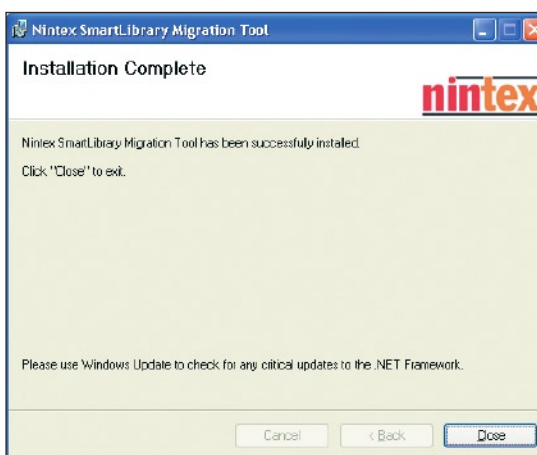 Nintex SmartLibrary Migration Tool
Installation Complete
nintex
Nintex SmartLibrary Migration Tool has been successfuly installed.
Click "Close" to exit.
Please use Windows Update to check for any critical updates to the .NET Framework.
Cancel
< Back
Close